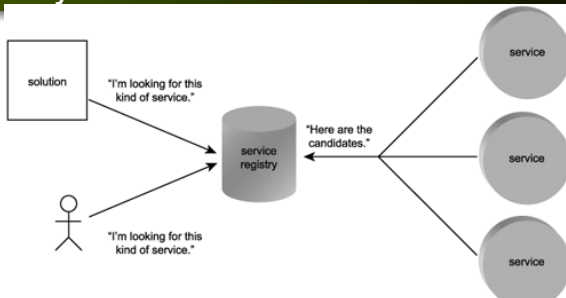 service
solution
"I'm looking for this
kind of service."
"Here are the
candidates."
service
registry
service
"I'm looking for this
kind of service."
service